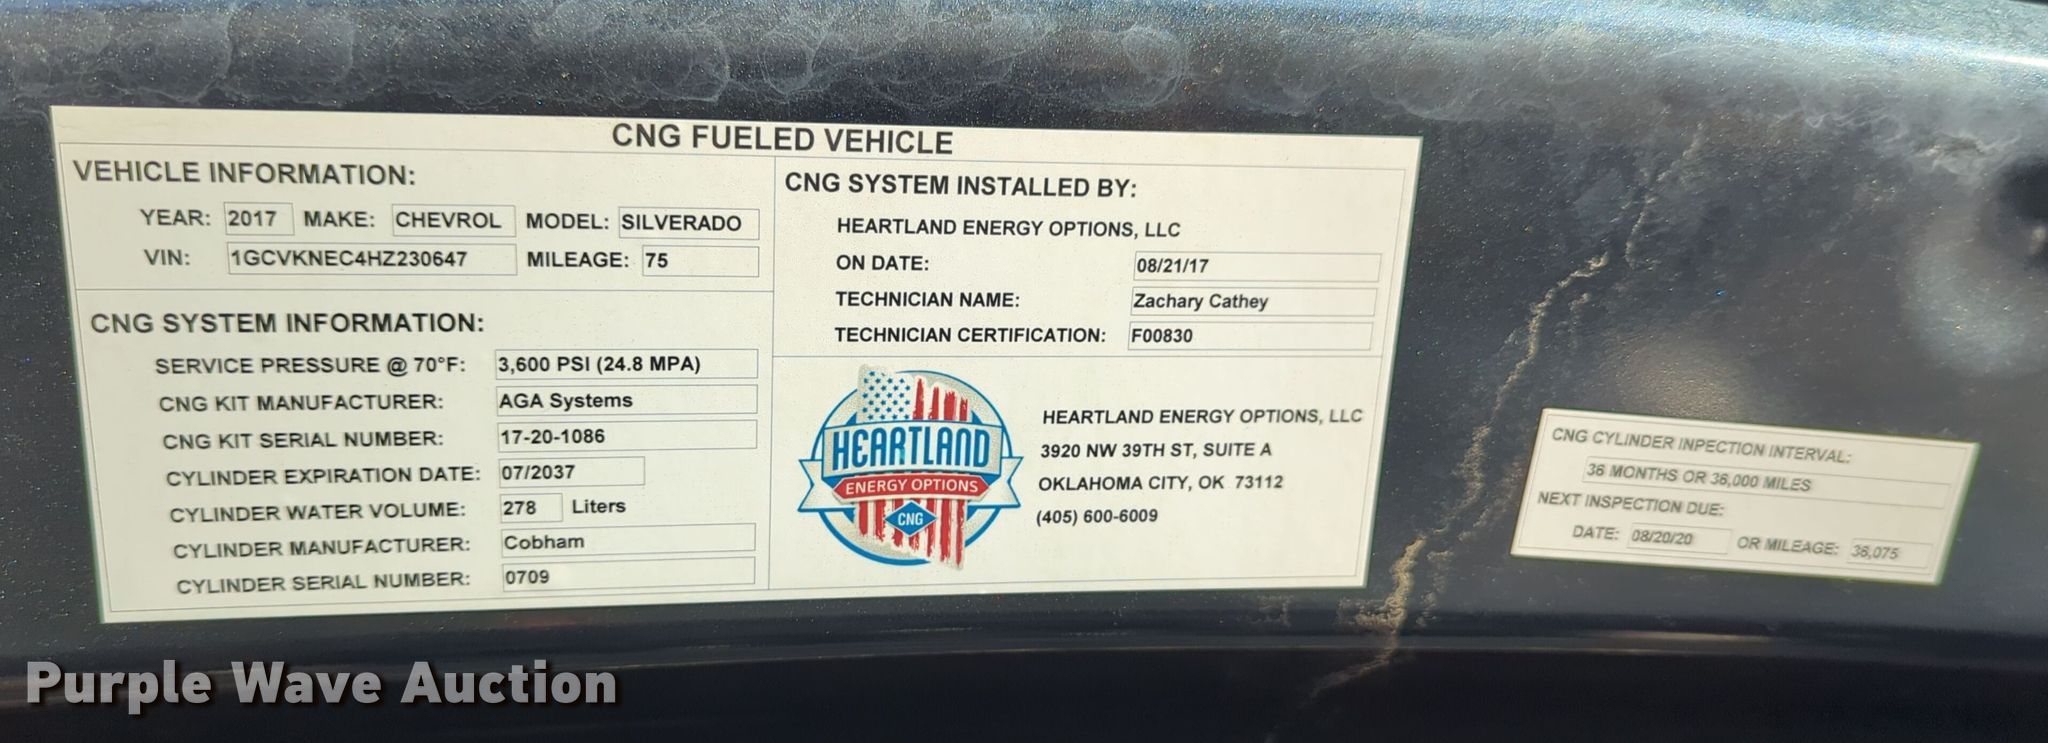 CNG FUELED VEHICLE
VEHICLE INFORMATION:
YEAR: 2017 MAKE: CHEVROL MODEL: SILVERADO
VIN: 1GCVKNEC4HZ230647 MILEAGE: 75
CNG SYSTEM INFORMATION:
SERVICE PRESSURE @ 70°F: 3,600 PSI (24.8 MPA)
CNG KIT MANUFACTURER: AGA Systems
CNG KIT SERIAL NUMBER: 17-20-1086
CYLINDER EXPIRATION DATE: 07/2037
CYLINDER WATER VOLUME: 278 Liters
CYLINDER MANUFACTURER: Cobham
CYLINDER SERIAL NUMBER: 0709
CNG SYSTEM INSTALLED BY:
HEARTLAND ENERGY OPTIONS, LLC
ON DATE: 08/21/17
TECHNICIAN NAME: Zachary Cathey
TECHNICIAN CERTIFICATION: F00830
HEARTLAND
ENERGY OPTIONS
CNG
HEARTLAND ENERGY OPTIONS, LLC
3920 NW 39TH ST, SUITE A
OKLAHOMA CITY, OK 73112
(405) 600-6009
CNG CYLINDER INPECTION INTERVAL:
36 MONTHS OR 36,000 MILES
NEXT INSPECTION DUE:
DATE: 08/20/20 OR MILEAGE: 36,075
Purple Wave Auction